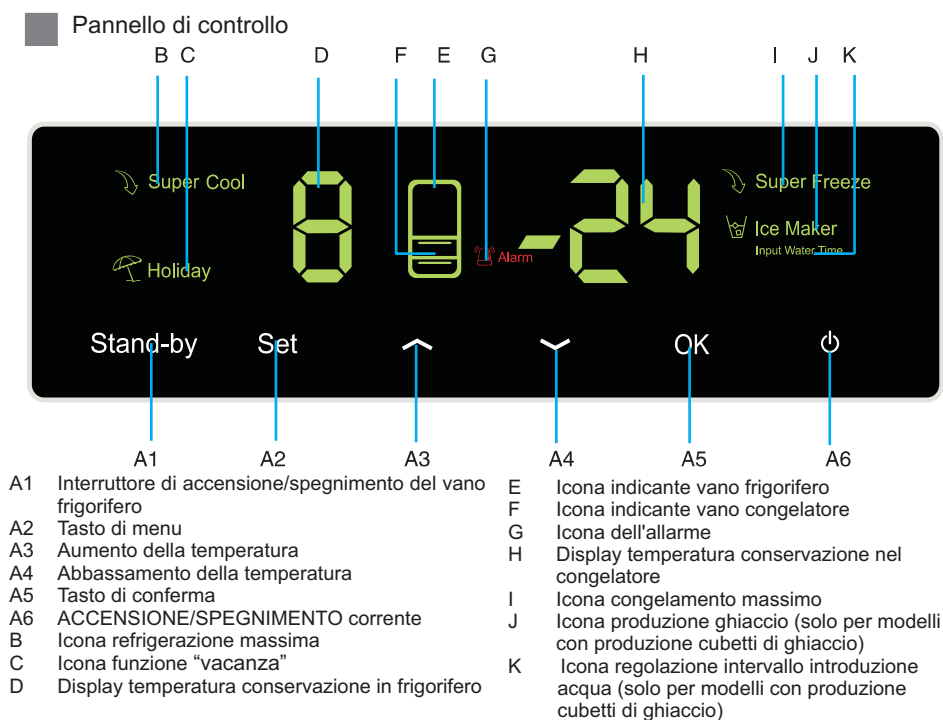 Pannello di controllo
B C D F E G H I J K
Super Cool
8
-24
Super Freeze
Ice Maker
Input Water Time
Alarm
Holiday
Stand-by Set OK
A1 A2 A3 A4 A5 A6
A1 Interruttore di accensione/spegnimento del vano
frigorifero
A2 Tasto di menu
A3 Aumento della temperatura
A4 Abbassamento della temperatura
A5 Tasto di conferma
A6 ACCENSIONE/SPEGNIMENTO corrente
B Icona refrigerazione massima
C Icona funzione “vacanza”
D Display temperatura conservazione in frigorifero
E Icona indicante vano frigorifero
F Icona indicante vano congelatore
G Icona dell'allarme
H Display temperatura conservazione nel
congelatore
I Icona congelamento massimo
J Icona produzione ghiaccio (solo per modelli
con produzione cubetti di ghiaccio)
K Icona regolazione intervallo introduzione
acqua (solo per modelli con produzione
cubetti di ghiaccio)